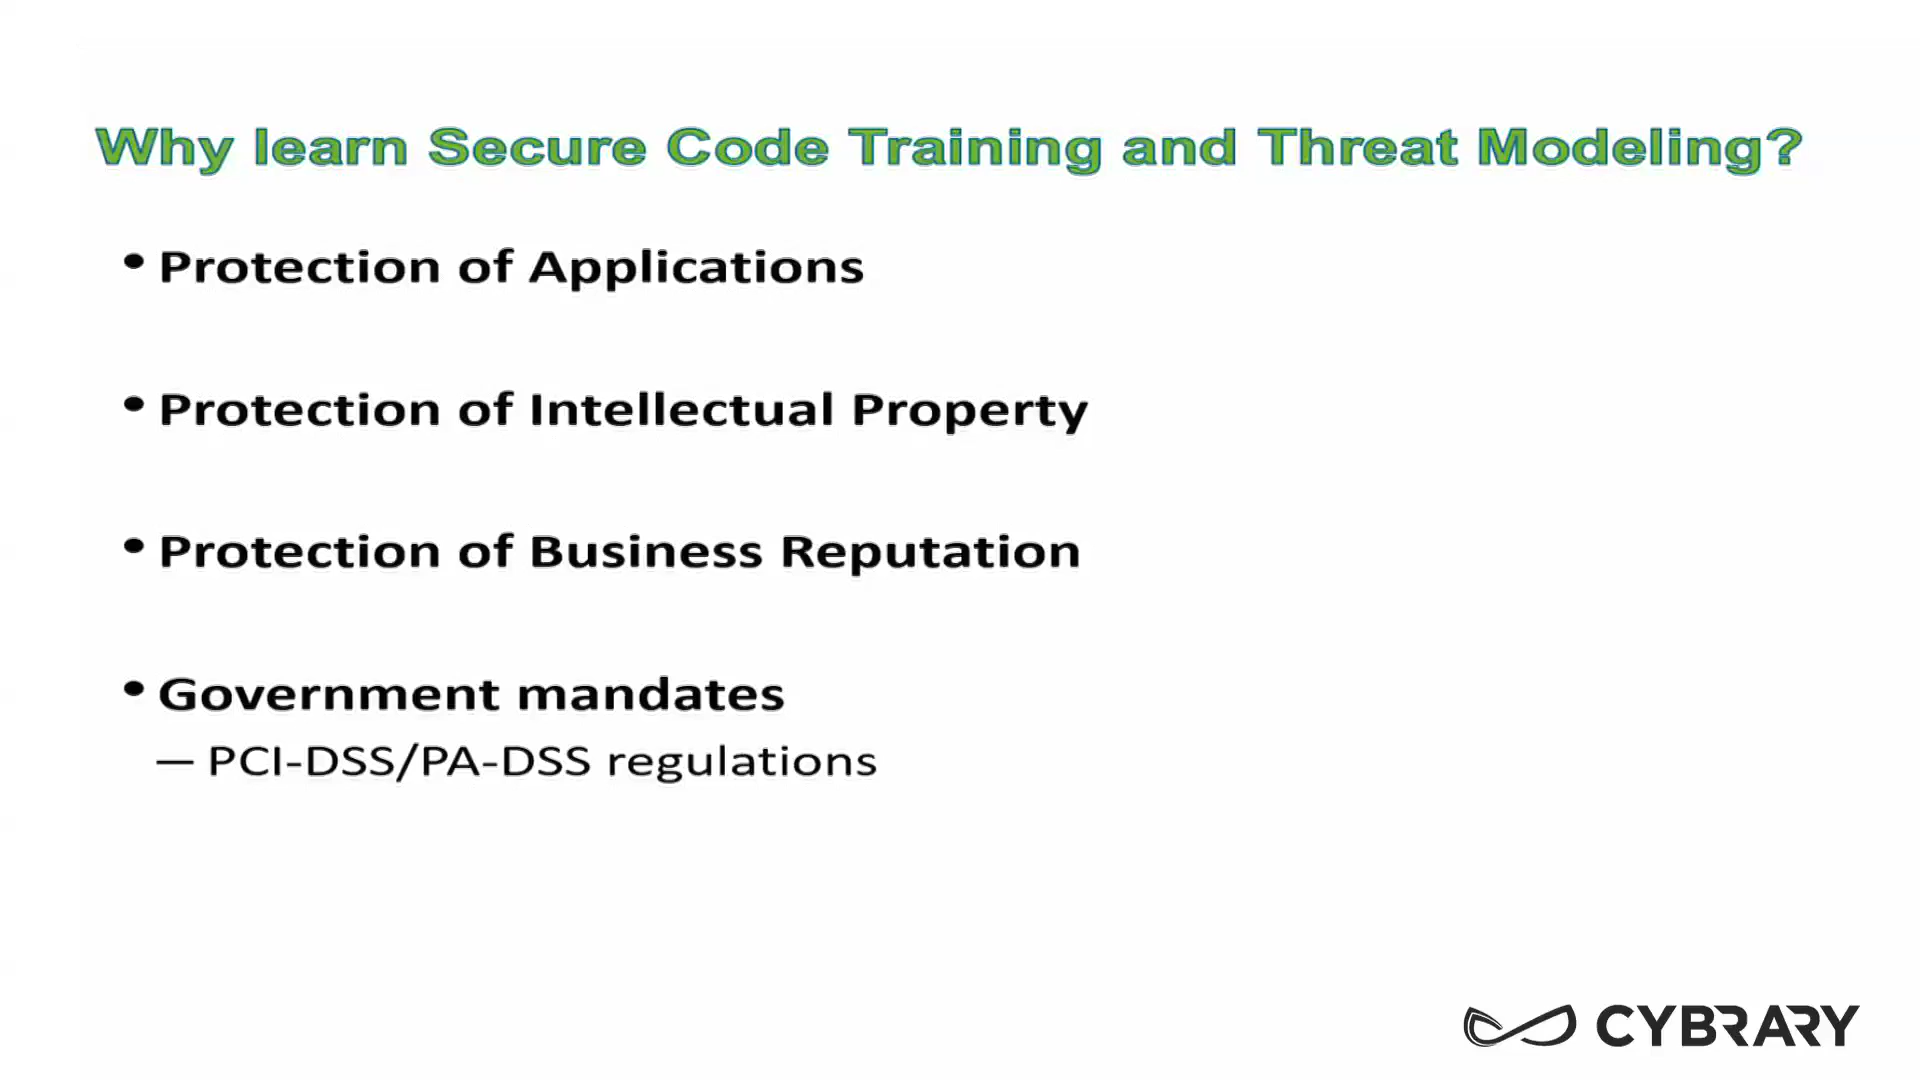 Why learn Secure Code Training and Threat Modeling?
• Protection of Applications
• Protection of Intellectual Property
• Protection of Business Reputation
• Government mandates
— PCI-DSS/PA-DSS regulations
CYBRARY